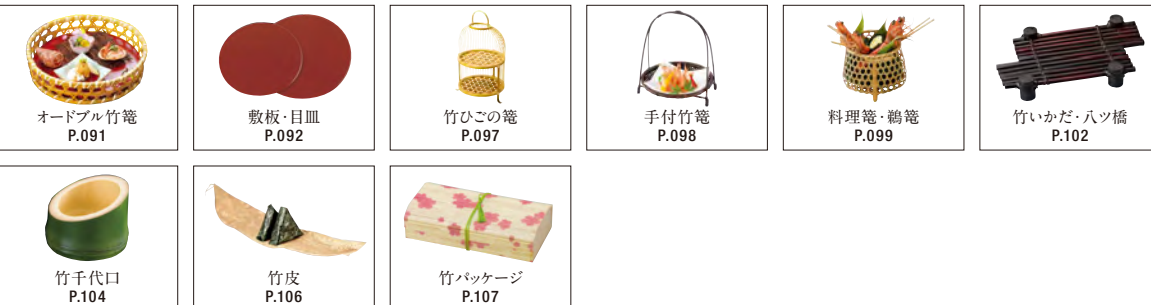 オードブル竹篭
P.091
敷板・目皿
P.092
竹ひごの篭
P.097
手付竹篭
P.098
料理篭・鵜篭
P.099
竹いかだ・八ツ橋
P.102
竹千代口
P.104
竹皮
P.106
竹パッケージ
P.107